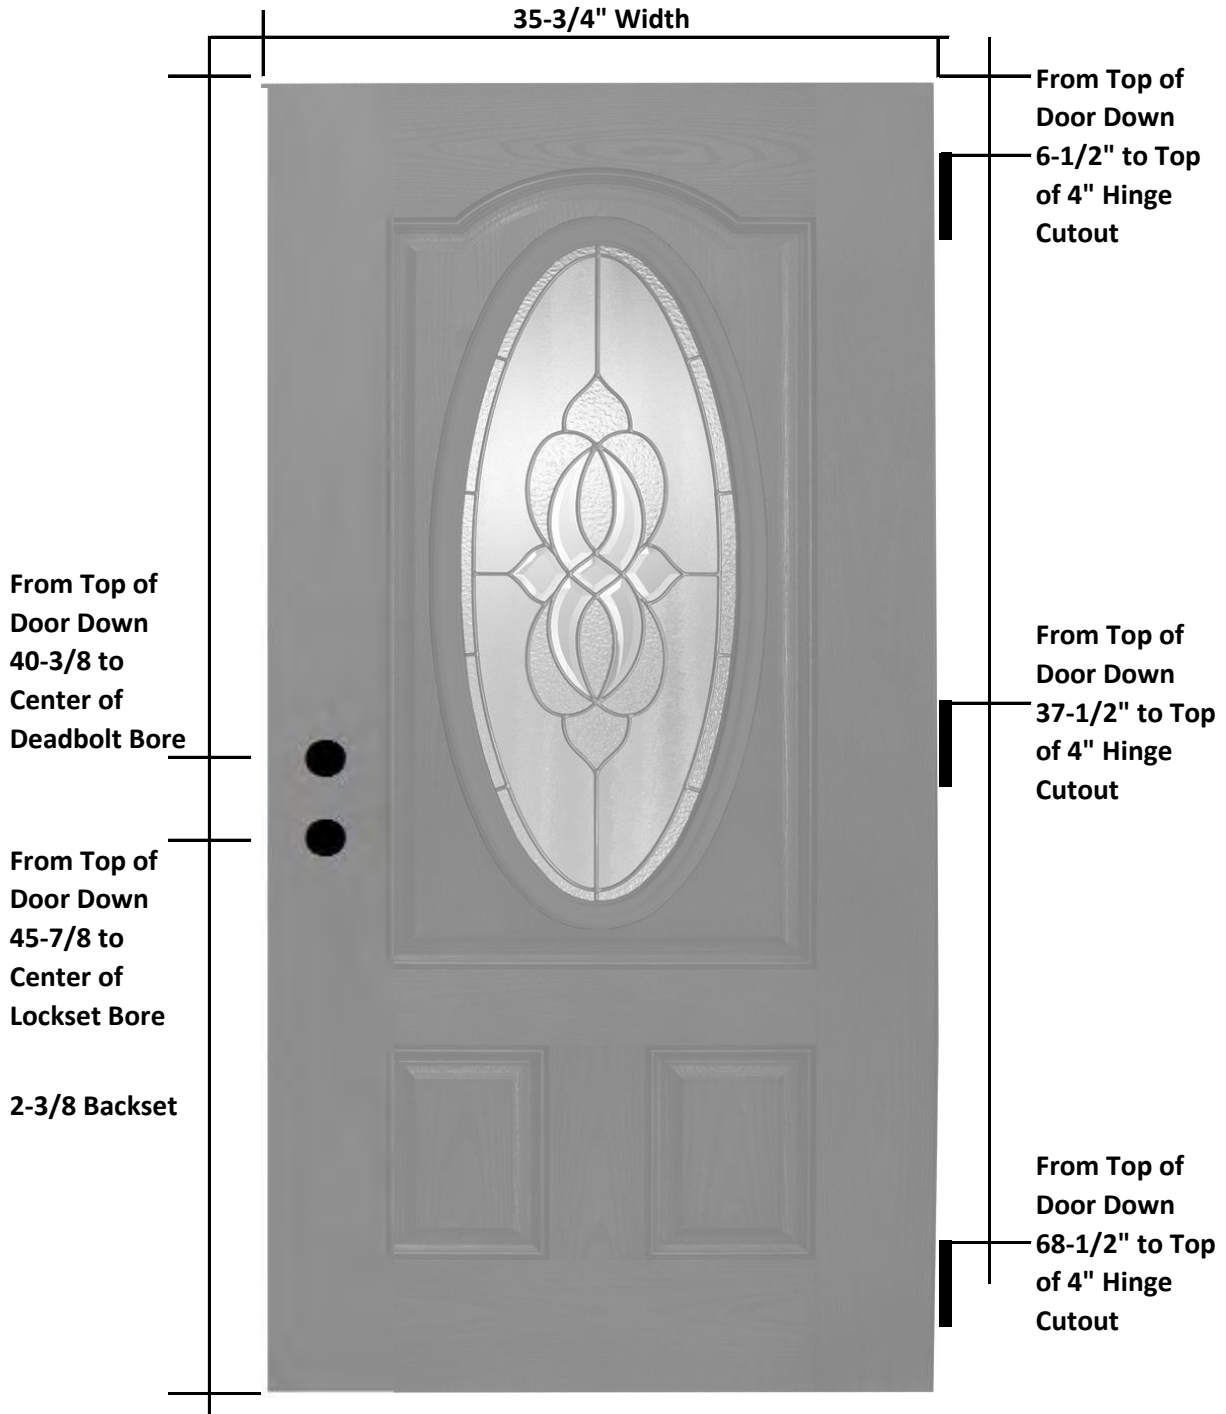 35-3/4" Width
From Top of
Door Down
6-1/2" to Top
of 4" Hinge
Cutout
From Top of
Door Down
40-3/8 to
Center of
Deadbolt Bore
From Top of
Door Down
37-1/2" to Top
of 4" Hinge
Cutout
From Top of
Door Down
45-7/8 to
Center of
Lockset Bore
2-3/8 Backset
From Top of
Door Down
68-1/2" to Top
of 4" Hinge
Cutout